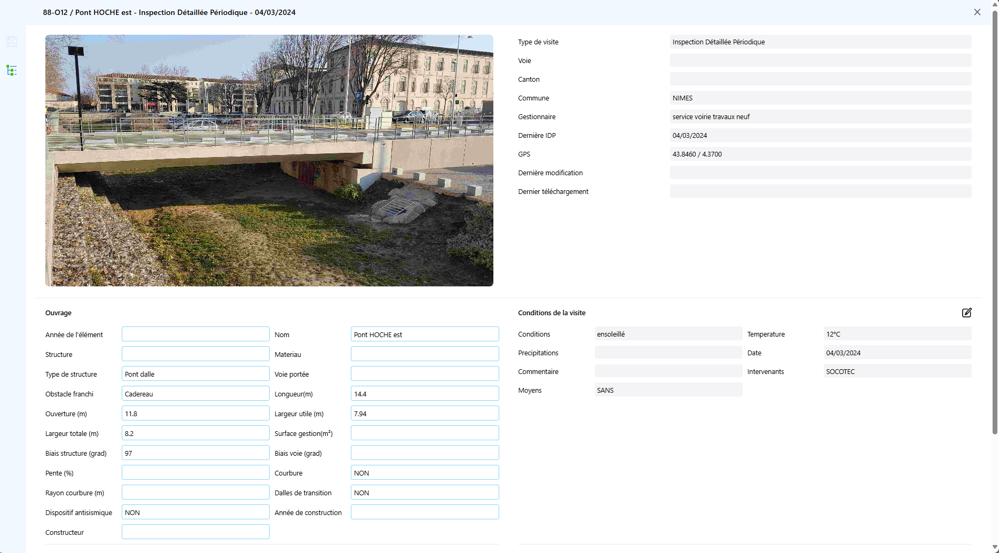 88-O12 / Pont HOCHE est - Inspection Détaillée Périodique - 04/03/2024
P
Type de visite Inspection Détaillée Périodique
Voie
Canton
Commune NIMES
Gestionnaire service voirie travaux neuf
Dernière IDP 04/03/2024
GPS 43.8460 / 4.3700
Dernière modification
Dernier téléchargement
Ouvrage
Année de l'élément Nom Pont HOCHE est
Structure Materiau
Type de structure Pont dalle Voie portée
Obstacle franchi Cadereau Longueur(m) 14.4
Ouverture (m) 11.8 Largeur utile (m) 7.94
Largeur totale (m) 8.2 Surface gestion(m²)
Biais structure (grad) 97 Biais voie (grad)
Pente (%) Courbure NON
Rayon courbure (m) Dalles de transition NON
Dispositif antisismique NON Année de construction
Constructeur
Conditions de la visite
Conditions ensoleillé Temperature 12°C
Precipitations Date 04/03/2024
Commentaire Intervenants SOCOTEC
Moyens SANS